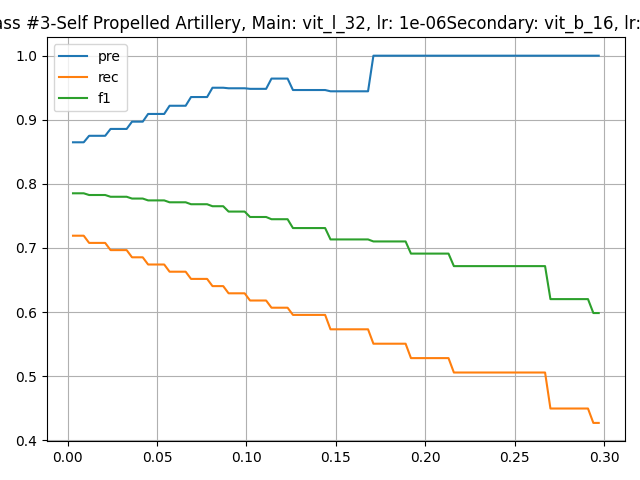 ass #3-Self Propelled Artillery, Main: vit_l_32, lr: 1e-06Secondary: vit_b_16, lr:
pre
rec
f1
1.0
0.9
0.8
0.7
0.6
0.5
0.4
0.00 0.05 0.10 0.15 0.20 0.25 0.30